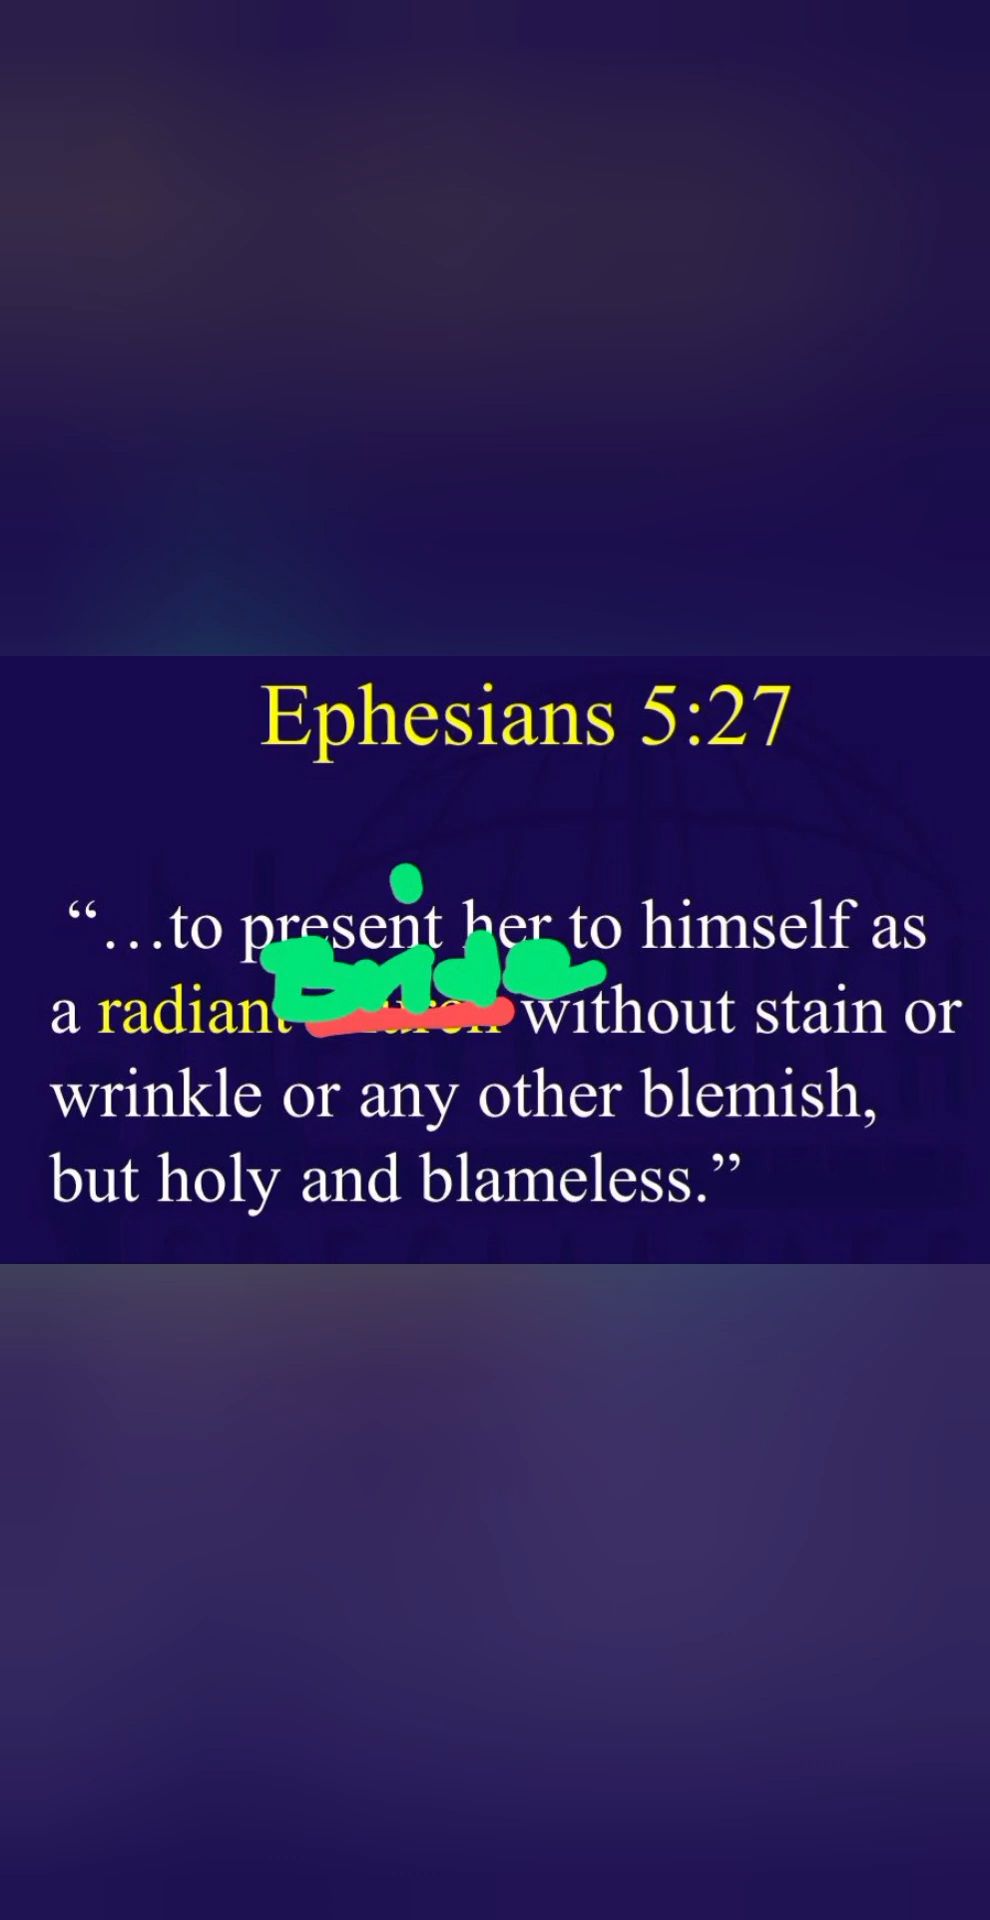 Ephesians 5:27
“…to present her to himself as
Bride
a radiant church without stain or
wrinkle or any other blemish,
but holy and blameless.”